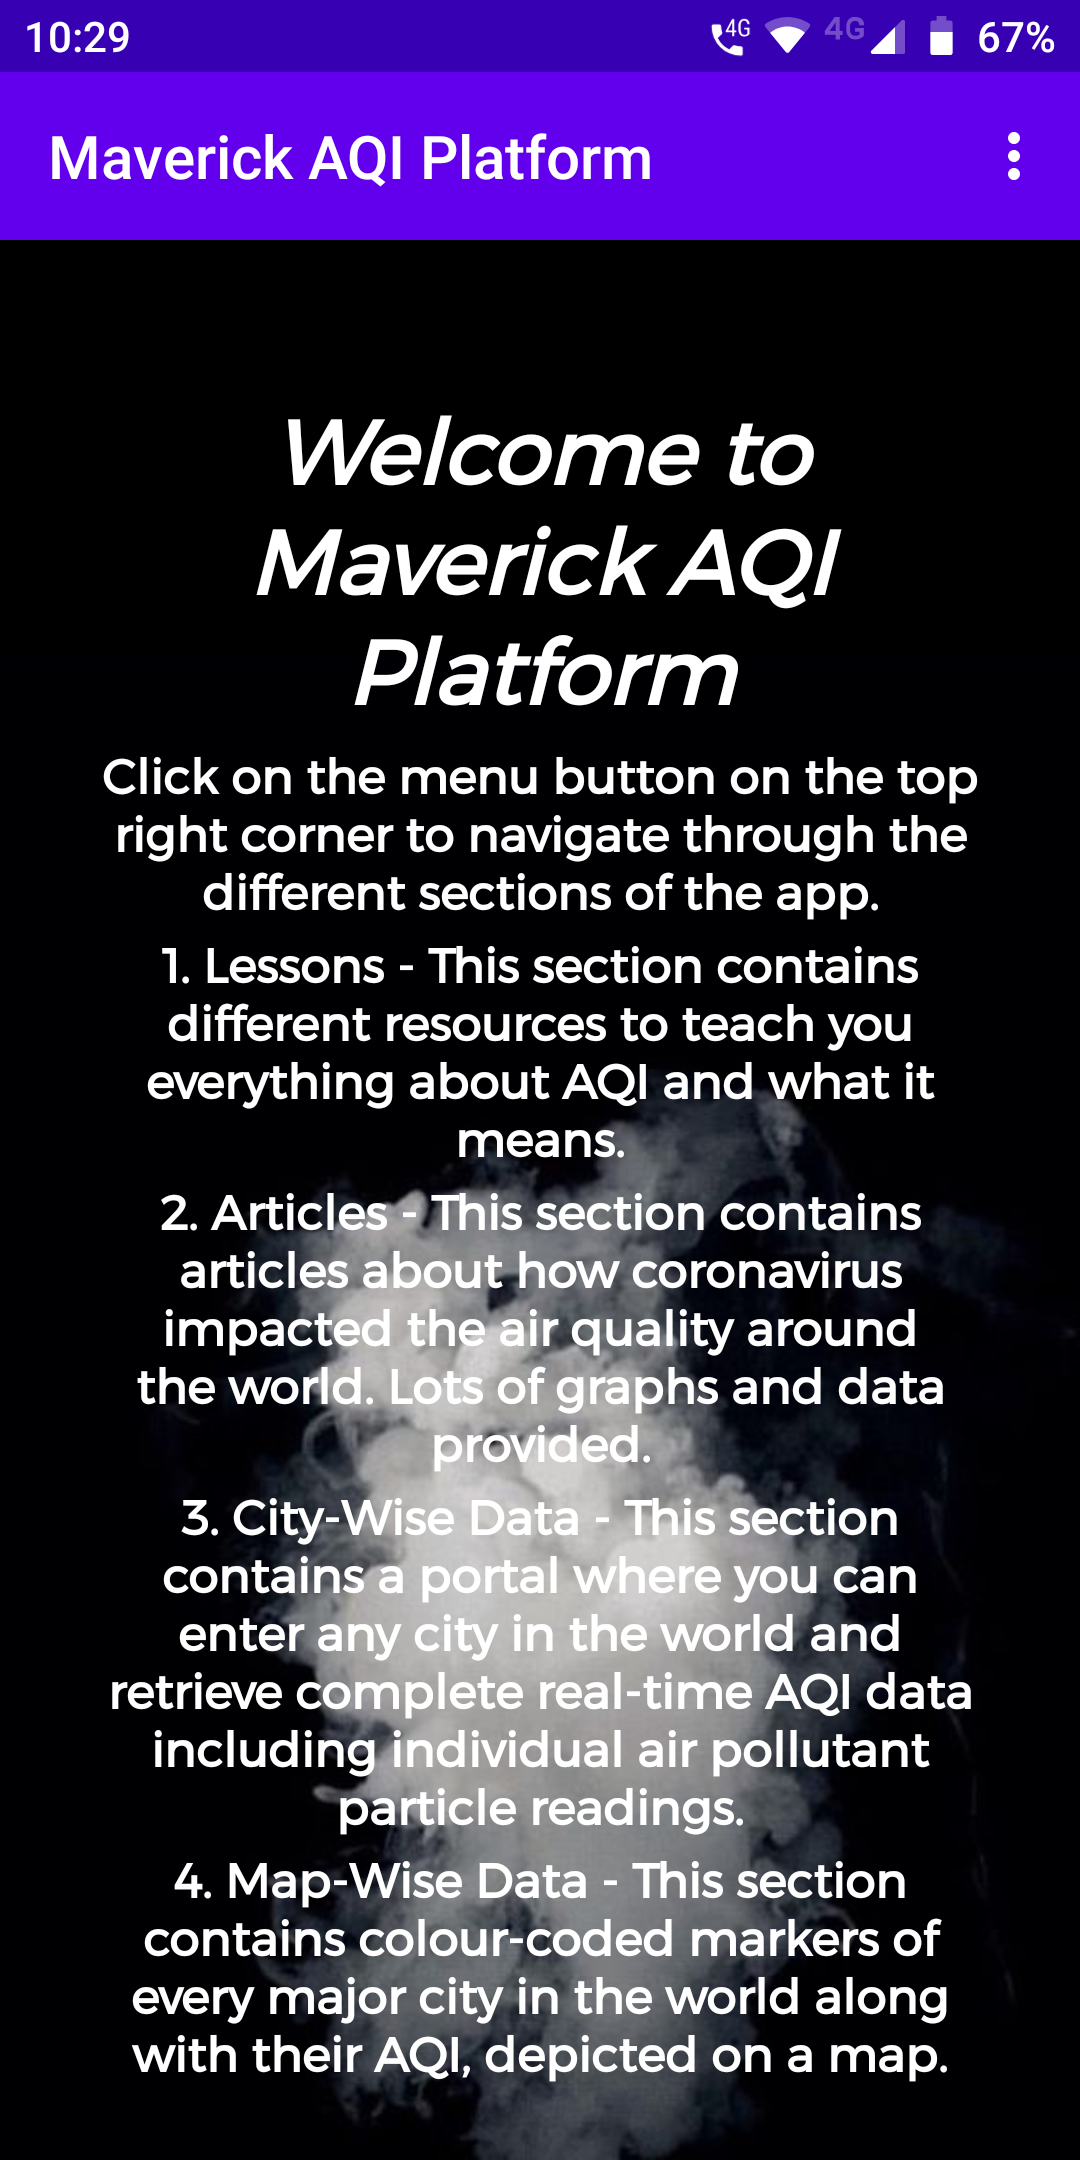 10:29
4G
4G
67%
Maverick AQI Platform
Welcome to
Maverick AQI
Platform
Click on the menu button on the top
right corner to navigate through the
different sections of the app.
1. Lessons - This section contains
different resources to teach you
everything about AQI and what it
means.
2. Articles - This section contains
articles about how coronavirus
impacted the air quality around
the world. Lots of graphs and data
provided.
3. City-Wise Data - This section
contains a portal where you can
enter any city in the world and
retrieve complete real-time AQI data
including individual air pollutant
particle readings.
4. Map-Wise Data - This section
contains colour-coded markers of
every major city in the world along
with their AQI, depicted on a map.